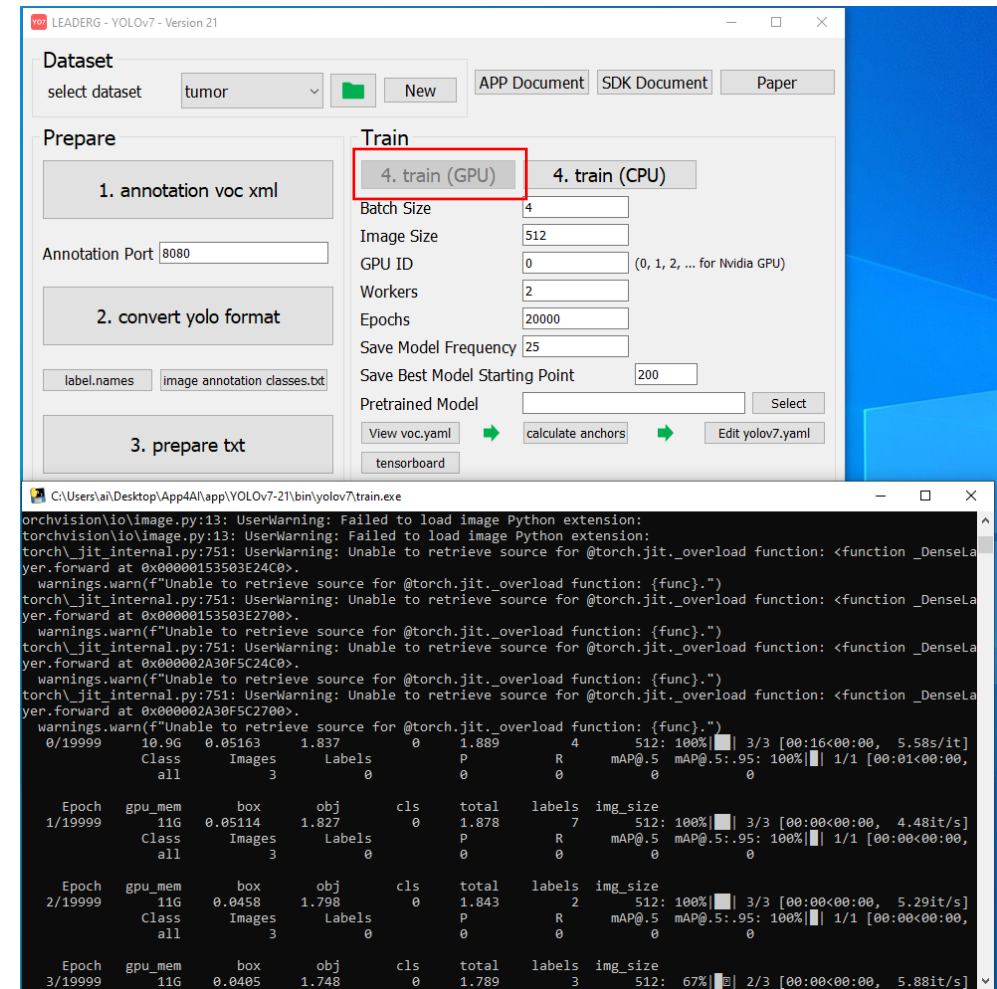 YO7 LEADERG - YOLOv7 - Version 21
Dataset
select dataset tumor New APP Document SDK Document Paper
Prepare
1. annotation voc xml
Annotation Port 8080
2. convert yolo format
label.names image annotation classes.txt
3. prepare txt
Train
4. train (GPU) 4. train (CPU)
Batch Size 4
Image Size 512
GPU ID 0 (0, 1, 2, ... for Nvidia GPU)
Workers 2
Epochs 20000
Save Model Frequency 25
Save Best Model Starting Point 200
Pretrained Model Select
View voc.yaml calculate anchors Edit yolov7.yaml
tensorboard
C:\Users\ai\Desktop\App4AI\app\YOLOv7-21\bin\yolov7\train.exe
orchvision\io\image.py:13: UserWarning: Failed to load image Python extension:
torchvision\io\image.py:13: UserWarning: Failed to load image Python extension:
torch\_jit_internal.py:751: UserWarning: Unable to retrieve source for @torch.jit._overload function: <function _DenseLa
yer.forward at 0x00000153503E24C0>.
warnings.warn(f"Unable to retrieve source for @torch.jit._overload function: {func}.")
torch\_jit_internal.py:751: UserWarning: Unable to retrieve source for @torch.jit._overload function: <function _DenseLa
yer.forward at 0x00000153503E2700>.
warnings.warn(f"Unable to retrieve source for @torch.jit._overload function: {func}.")
torch\_jit_internal.py:751: UserWarning: Unable to retrieve source for @torch.jit._overload function: <function _DenseLa
yer.forward at 0x000002A30F5C24C0>.
warnings.warn(f"Unable to retrieve source for @torch.jit._overload function: {func}.")
torch\_jit_internal.py:751: UserWarning: Unable to retrieve source for @torch.jit._overload function: <function _DenseLa
yer.forward at 0x000002A30F5C2700>.
warnings.warn(f"Unable to retrieve source for @torch.jit._overload function: {func}.")
0/19999 10.9G 0.05163 1.837 0 1.889 4 512: 100%|██| 3/3 [00:16<00:00, 5.58s/it]
Class Images Labels P R mAP@.5 mAP@.5:.95: 100%|█| 1/1 [00:01<00:00,
all 3 0 0 0 0 0
Epoch gpu_mem box obj cls total labels img_size
1/19999 11G 0.05114 1.827 0 1.878 7 512: 100%|██| 3/3 [00:00<00:00, 4.48it/s]
Class Images Labels P R mAP@.5 mAP@.5:.95: 100%|█| 1/1 [00:00<00:00,
all 3 0 0 0 0 0
Epoch gpu_mem box obj cls total labels img_size
2/19999 11G 0.0458 1.798 0 1.843 2 512: 100%|██| 3/3 [00:00<00:00, 5.29it/s]
Class Images Labels P R mAP@.5 mAP@.5:.95: 100%|█| 1/1 [00:00<00:00,
all 3 0 0 0 0 0
Epoch gpu_mem box obj cls total labels img_size
3/19999 11G 0.0405 1.748 0 1.789 3 512: 67%|█| 2/3 [00:00<00:00, 5.88it/s]